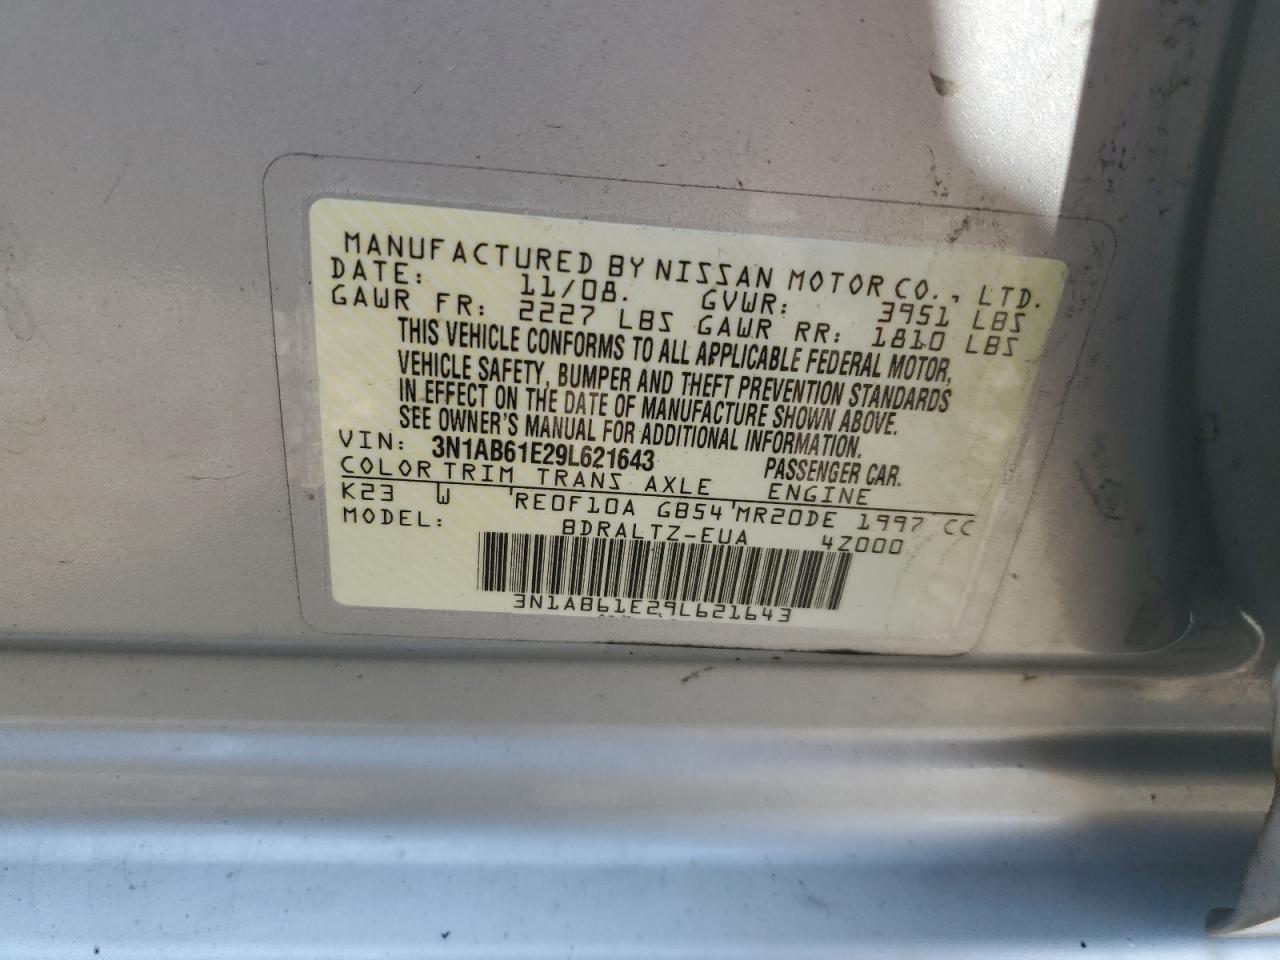 MANUFACTURED BY NISSAN MOTOR CO., LTD.
DATE: 11/08. GVWR: 3951 LBS
GAWR FR: 2227 LBS GAWR RR: 1810 LBS
THIS VEHICLE CONFORMS TO ALL APPLICABLE FEDERAL MOTOR,
VEHICLE SAFETY, BUMPER AND THEFT PREVENTION STANDARDS
IN EFFECT ON THE DATE OF MANUFACTURE SHOWN ABOVE.
SEE OWNER'S MANUAL FOR ADDITIONAL INFORMATION.
VIN: 3N1AB61E29L621643 PASSENGER CAR.
COLOR TRIM TRANS AXLE ENGINE
K23 W 'RE0F10A GB54'MR20DE 1997 CC
MODEL: BDRALTZ-EUA 4Z000
3N1AB61E29L621643